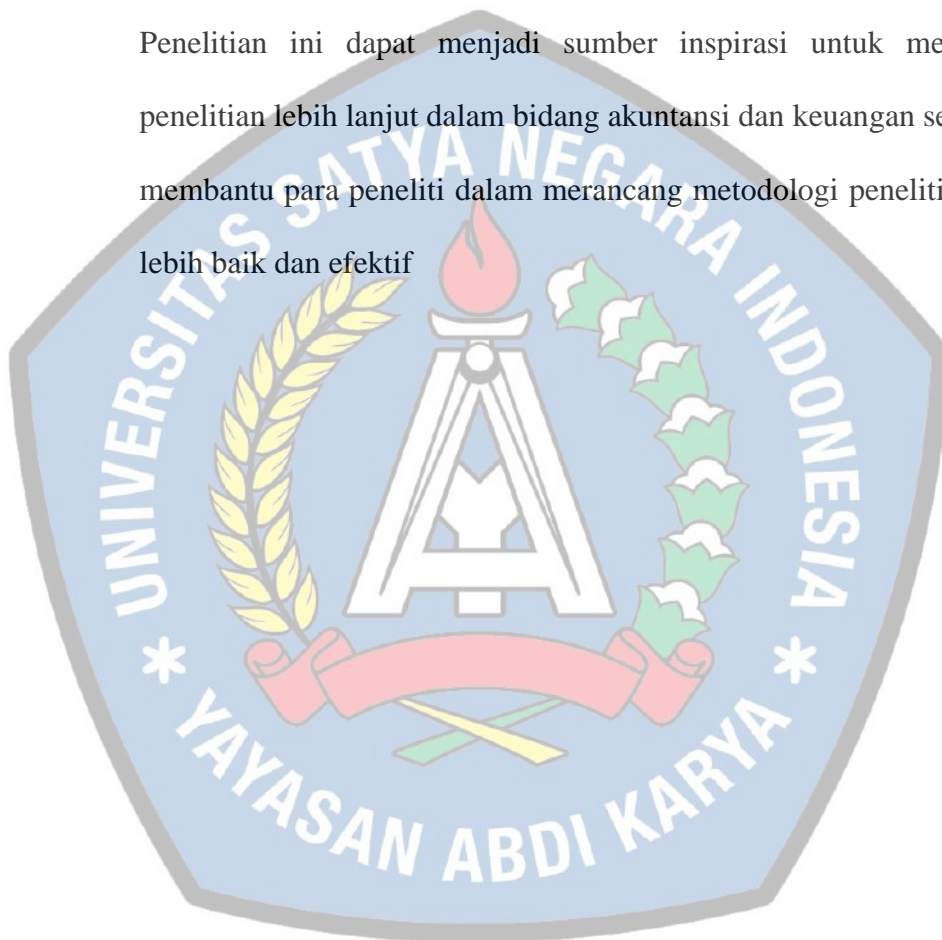 Penelitian ini dapat menjadi sumber inspirasi untuk me
penelitian lebih lanjut dalam bidang akuntansi dan keuangan se
membantu para peneliti dalam merancang metodologi peneliti
lebih baik dan efektif
UNIVERSITAS SATYA NEGARA INDONESIA
* YAYASAN ABDI KARYA *